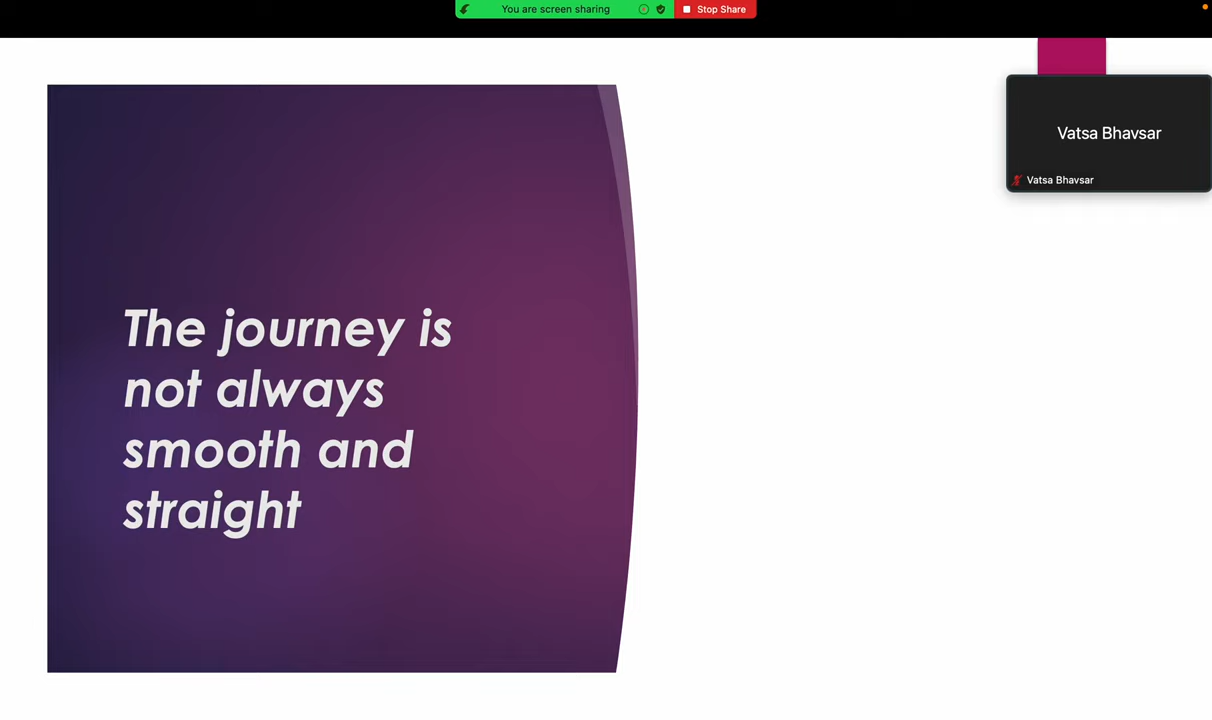 You are screen sharing
Stop Share
Vatsa Bhavsar
Vatsa Bhavsar
The journey is
not always
smooth and
straight